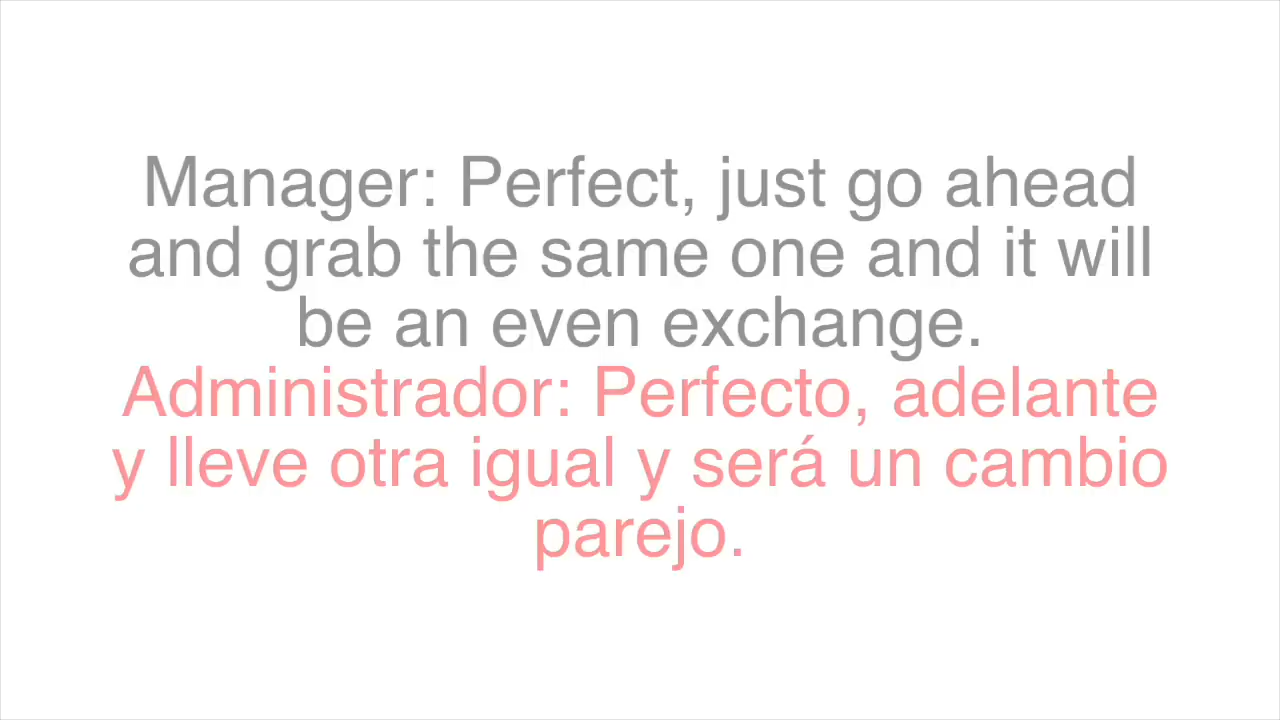 Manager: Perfect, just go ahead
and grab the same one and it will
be an even exchange.
Administrador: Perfecto, adelante
y lleve otra igual y será un cambio
parejo.